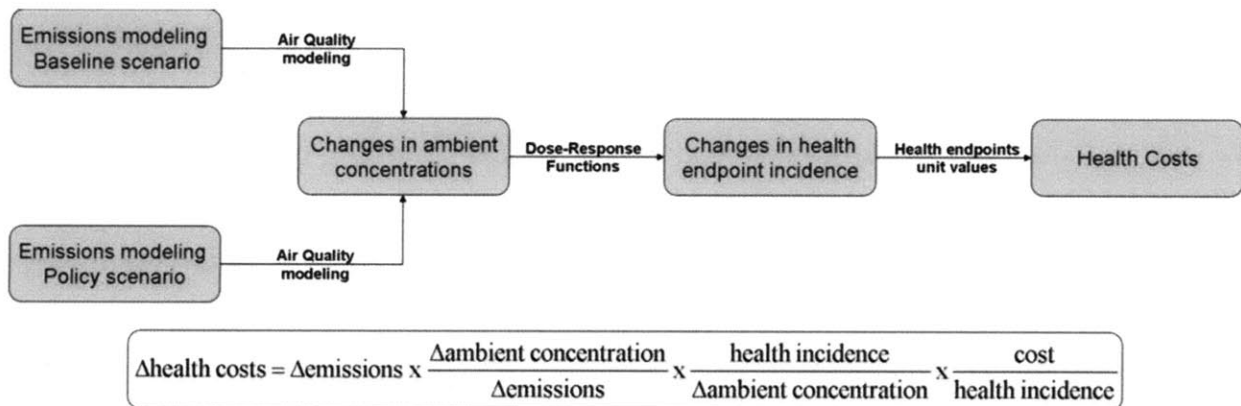 Emissions modeling
Baseline scenario
Air Quality
modeling
Changes in ambient
concentrations
Dose-Response
Functions
Changes in health
endpoint incidence
Health endpoints
unit values
Health Costs
Emissions modeling
Policy scenario
Air Quality
modeling
Δhealth costs = Δemissions x Δambient concentration / Δemissions x health incidence / Δambient concentration x cost / health incidence